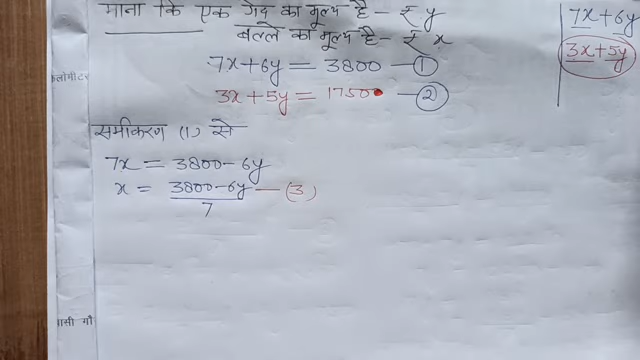 माना कि एक गेंद का मूल्य है - ₹ y
बल्ले का मूल्य है - ₹ x
7x + 6y = 3800 — ①
3x + 5y = 1750 — ②
समीकरण (1) से
7x = 3800 - 6y
x = 3800 - 6y — (3)
7
7x + 6y
3x + 5y